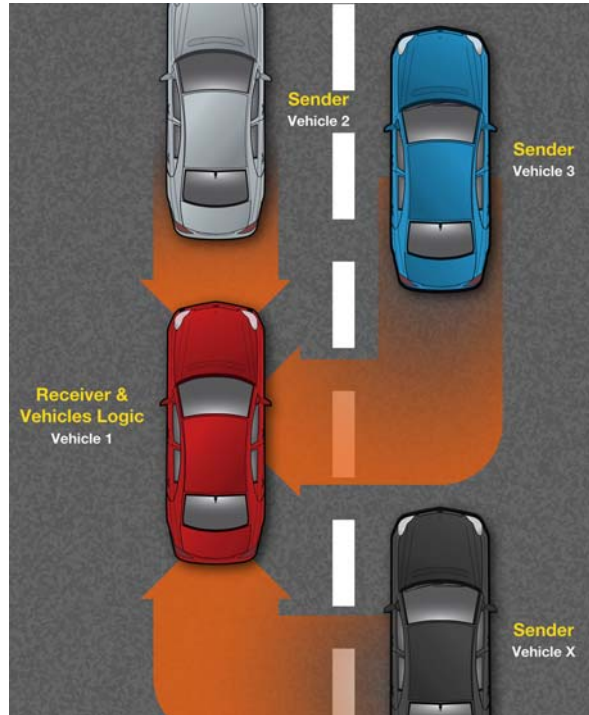 Sender
Vehicle 2
Sender
Vehicle 3
Receiver &
Vehicles Logic
Vehicle 1
Sender
Vehicle X